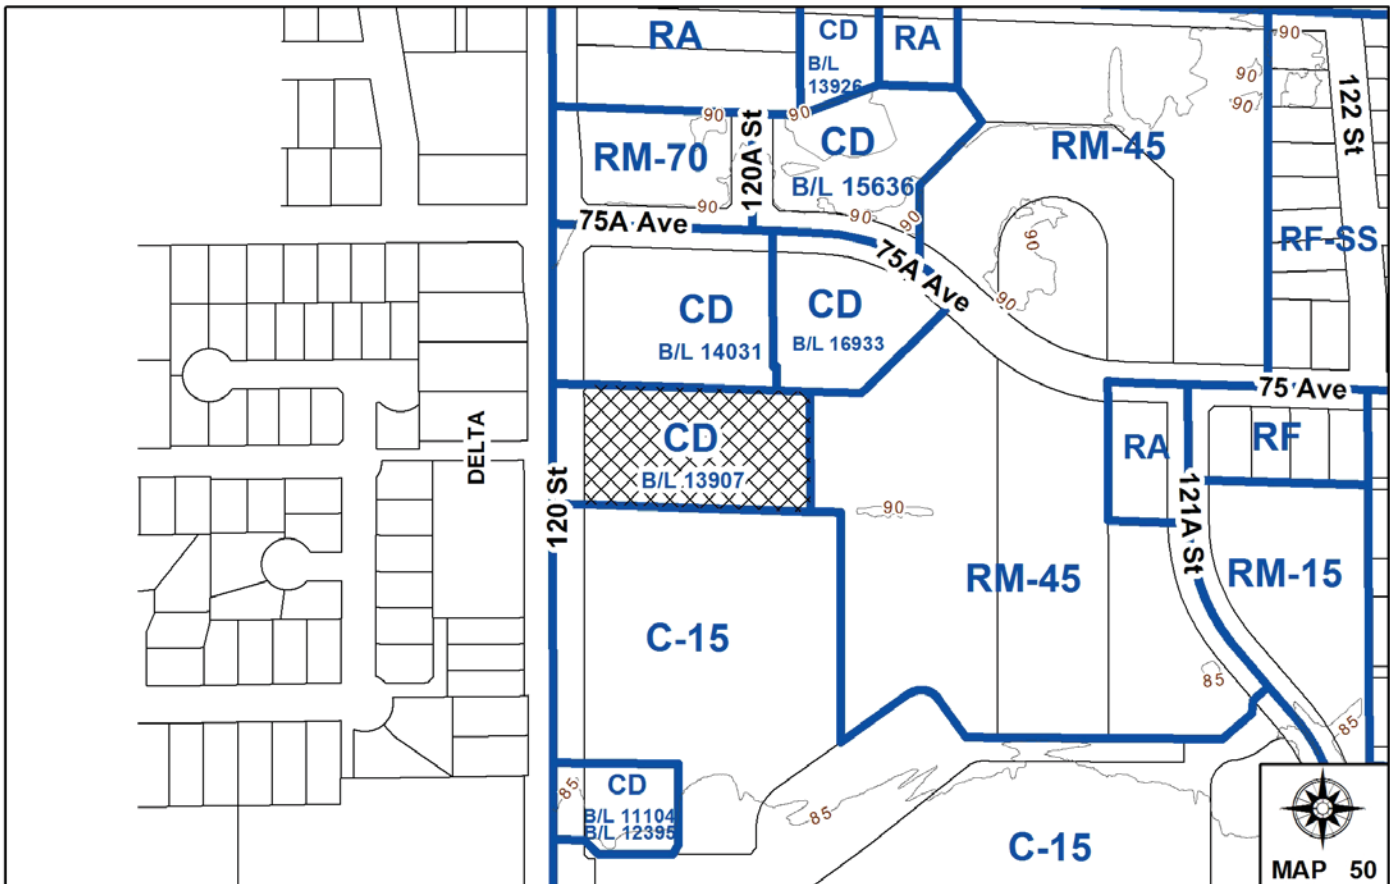 RA
CD
B/L
13926
RA
90
90
90
122 St
90
90
RM-70
120A St
CD
B/L 15636
RM-45
90
90
90
75A Ave
75A Ave
90
90
RF-SS
CD
B/L 14031
CD
B/L 16933
75 Ave
DELTA
CD
B/L 13907
RA
RF
120 St
90
121A St
RM-45
RM-15
C-15
85
85
CD
B/L 11104
B/L 12395
85
85
C-15
MAP 50